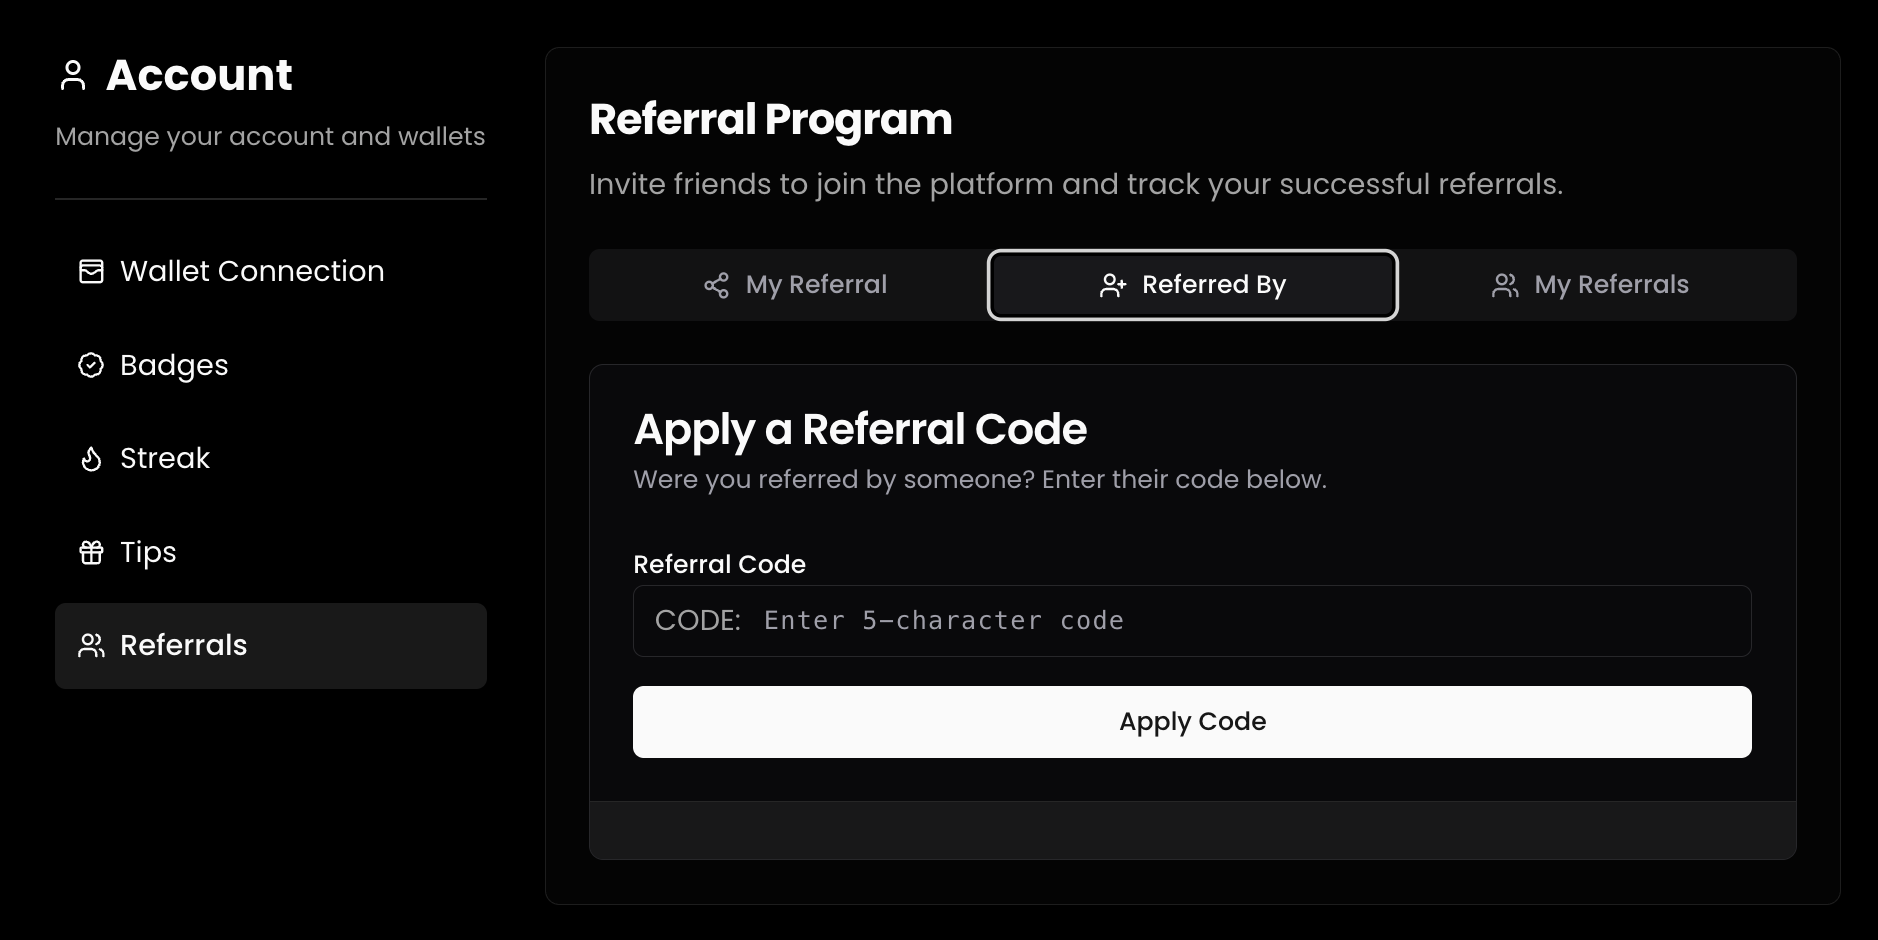 Account
Manage your account and wallets
Wallet Connection
Badges
Streak
Tips
Referrals
Referral Program
Invite friends to join the platform and track your successful referrals.
My Referral
Referred By
My Referrals
Apply a Referral Code
Were you referred by someone? Enter their code below.
Referral Code
CODE: Enter 5-character code
Apply Code